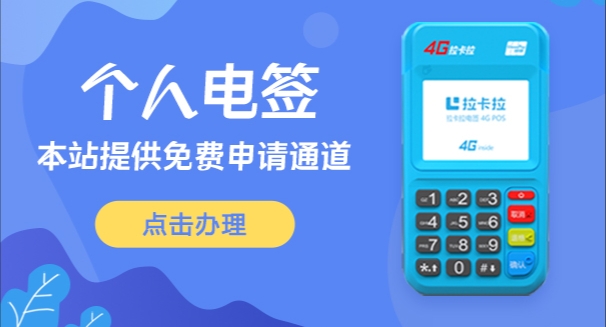 个人电签
本站提供免费申请通道
点击办理
4G拉卡拉
拉卡拉
拉卡拉电签 4G POS
4G inside
1 2 3
取消
4 5 6
7 8 9
确认
*. 0 #